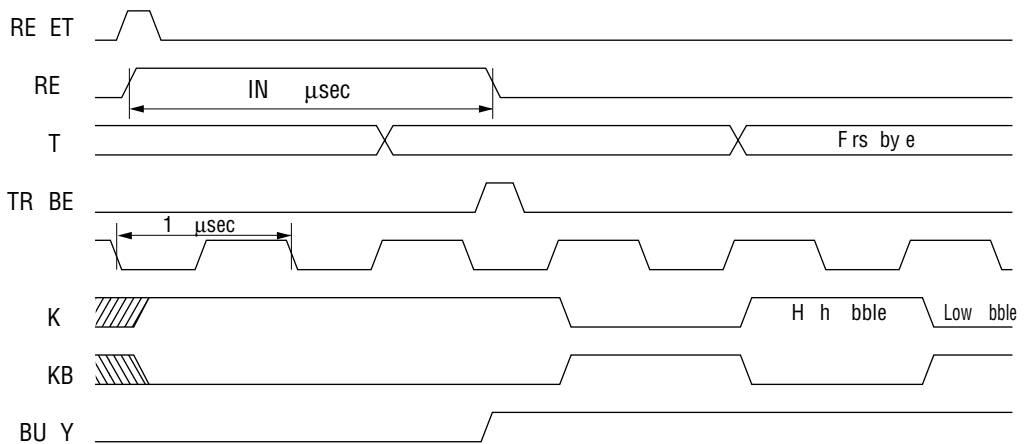 RE ET
RE
IN μsec
T
F rs by e
TR BE
1 μsec
K
H h bble
Low bble
KB
BU Y